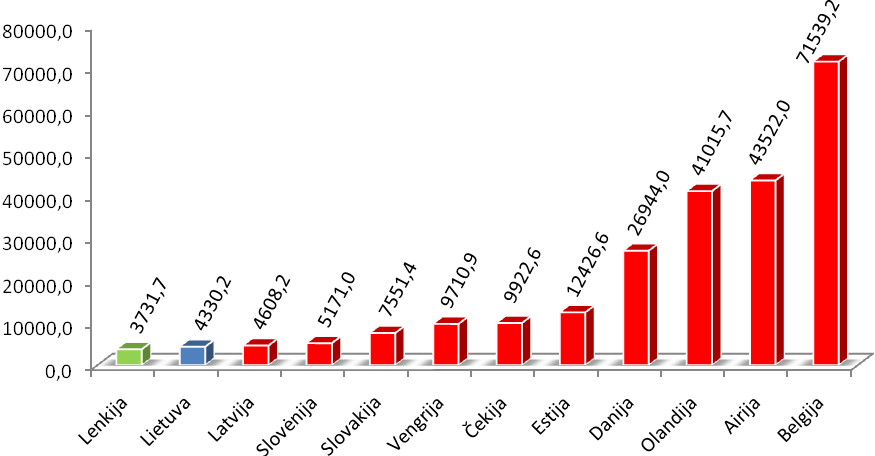 80000,0
70000,0
60000,0
50000,0
40000,0
30000,0
20000,0
10000,0
0,0
3731,7
4330,2
4608,2
5171,0
7551,4
9710,9
9922,6
12426,6
26944,0
41015,7
43522,0
71539,2
Lenkija
Lietuva
Latvija
Slovėnija
Slovakija
Vengrija
Čekija
Estija
Danija
Olandija
Airija
Belgija